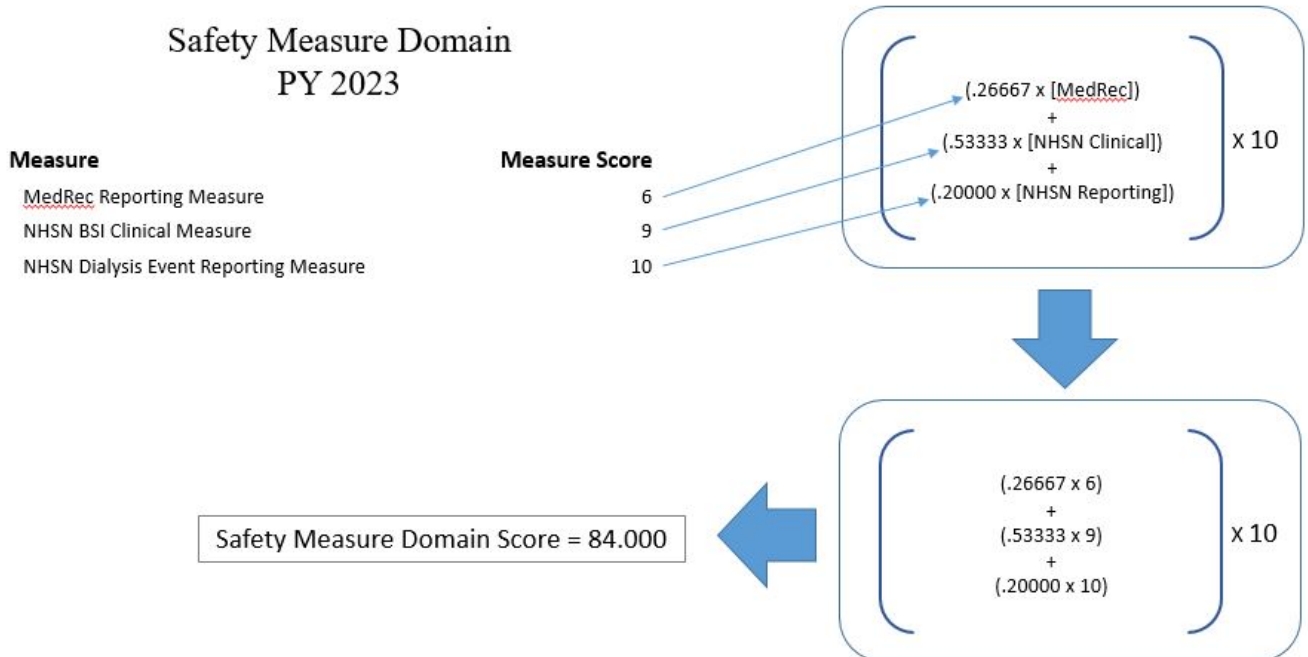 Safety Measure Domain
PY 2023
Measure Measure Score
MedRec Reporting Measure 6
NHSN BSI Clinical Measure 9
NHSN Dialysis Event Reporting Measure 10
(.26667 x [MedRec])
+
(.53333 x [NHSN Clinical])
+
(.20000 x [NHSN Reporting])
x 10
(.26667 x 6)
+
(.53333 x 9)
+
(.20000 x 10)
x 10
Safety Measure Domain Score = 84.000